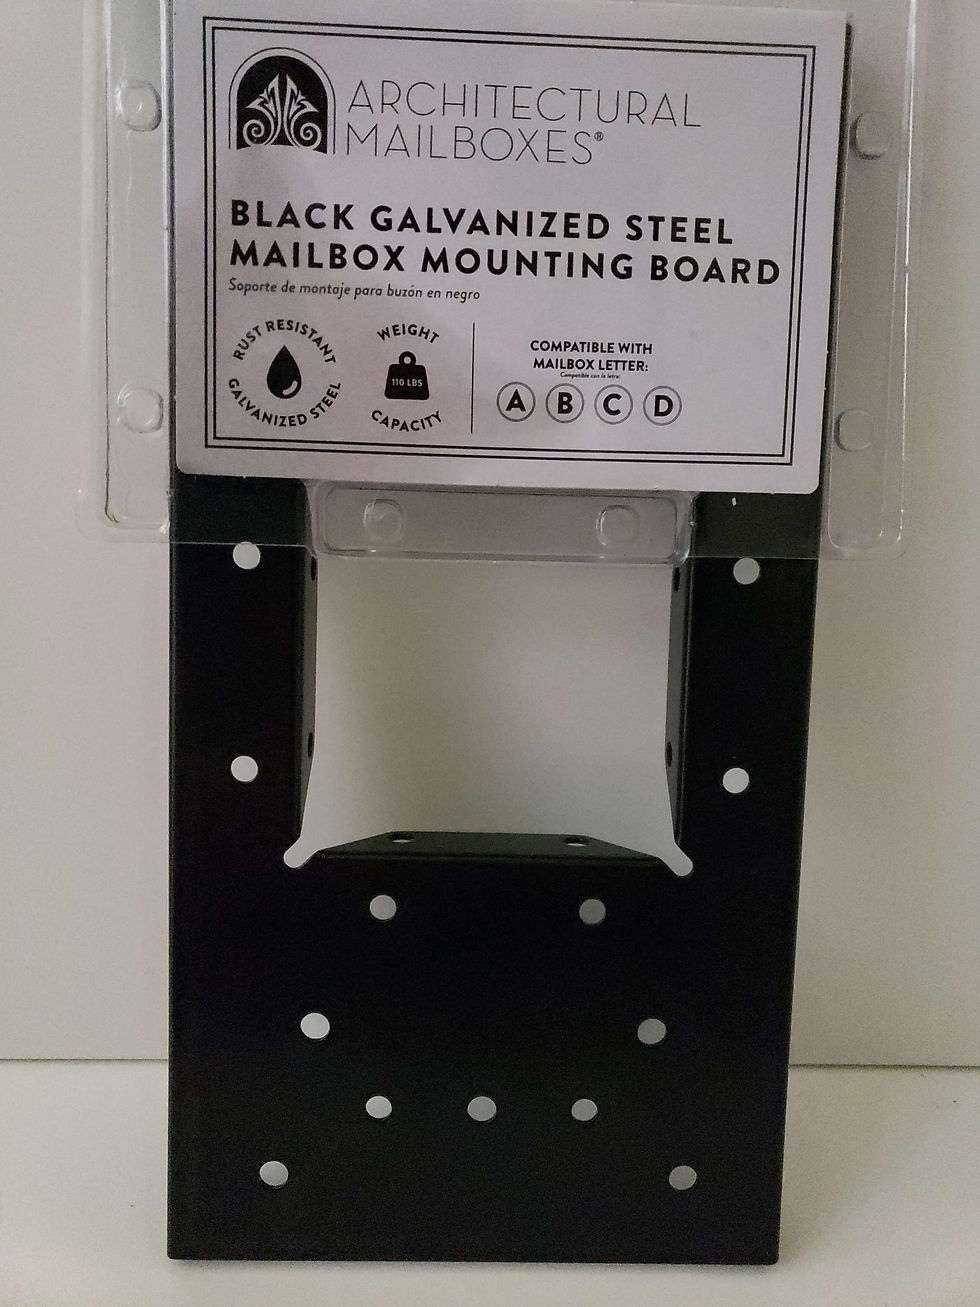 ARCHITECTURAL
MAILBOXES®
BLACK GALVANIZED STEEL
MAILBOX MOUNTING BOARD
Soporte de montaje para buzón en negro
RUST RESISTANT
GALVANIZED STEEL
WEIGHT
110 LBS
CAPACITY
COMPATIBLE WITH
MAILBOX LETTER:
Compatible con la letra:
A B C D